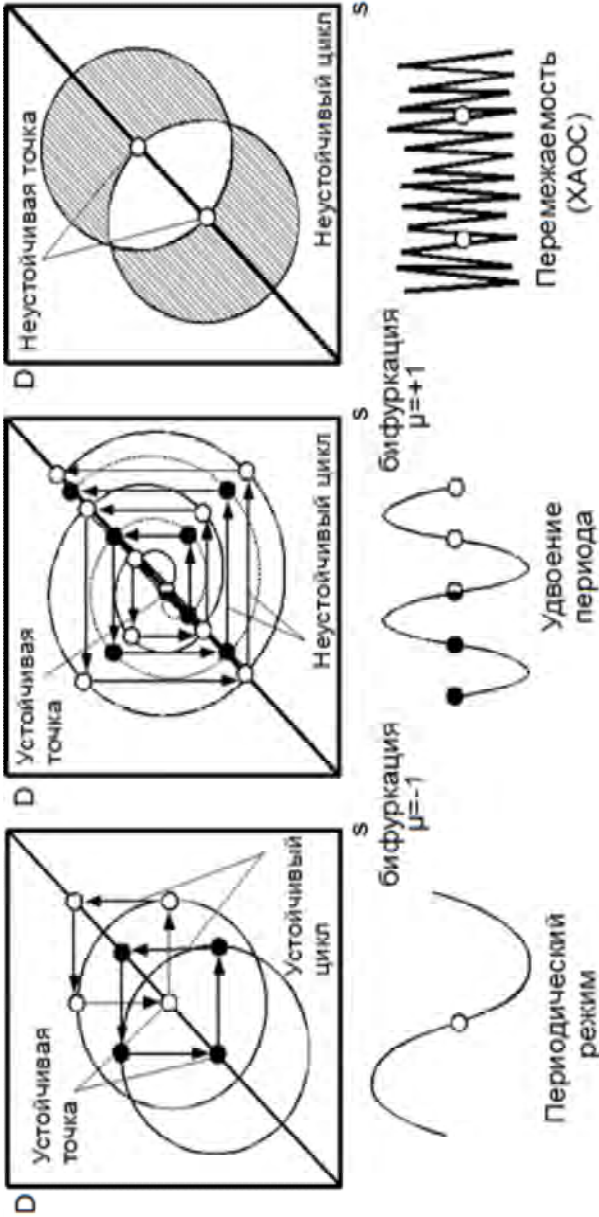 D
Устойчивая
точка
Устойчивый
цикл
s
D
Устойчивая
точка
Неустойчивый цикл
s
D
Неустойчивая точка
Неустойчивый цикл
s
бифуркация
μ=-1
бифуркация
μ=+1
Периодический
режим
Удвоение
периода
Перемежаемость
(ХАОС)